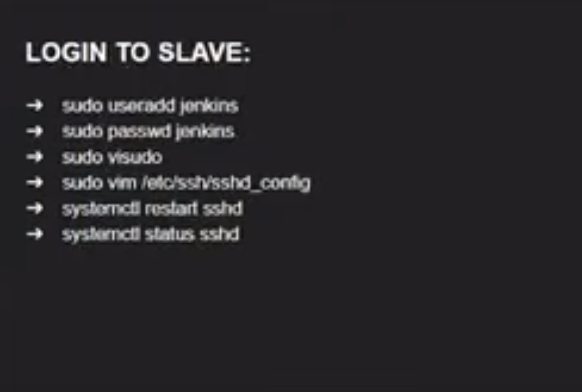 LOGIN TO SLAVE:
➔ sudo useradd jenkins
➔ sudo passwd jenkins
➔ sudo visudo
➔ sudo vim /etc/ssh/sshd_config
➔ systemctl restart sshd
➔ systemctl status sshd